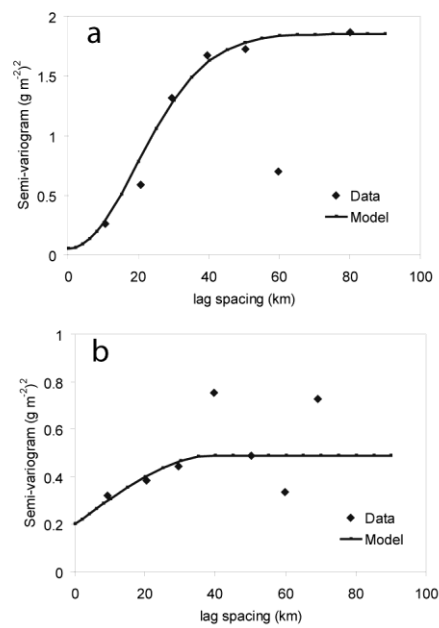 a
2
1.5
1
0.5
0
Semi-variogram (g m⁻²)²
0 20 40 60 80 100
lag spacing (km)
Data
Model
b
1
0.8
0.6
0.4
0.2
0
Semi-variogram (g m⁻²)²
0 20 40 60 80 100
lag spacing (km)
Data
Model